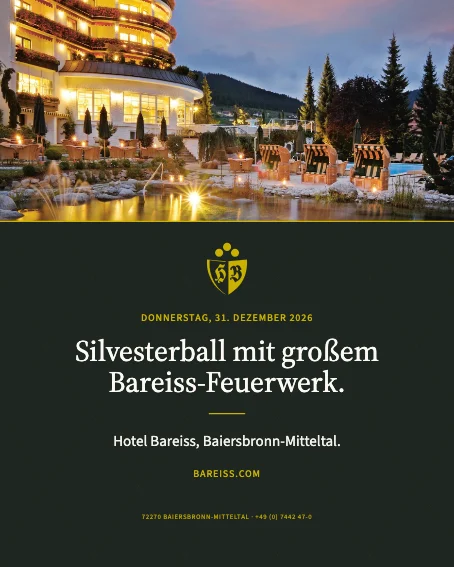 HB
DONNERSTAG, 31. DEZEMBER 2026
Silvesterball mit großem
Bareiss-Feuerwerk.
Hotel Bareiss, Baiersbronn-Mitteltal.
BAREISS.COM
72270 BAIERSBRONN-MITTELTAL · +49 (0) 7442 47-0